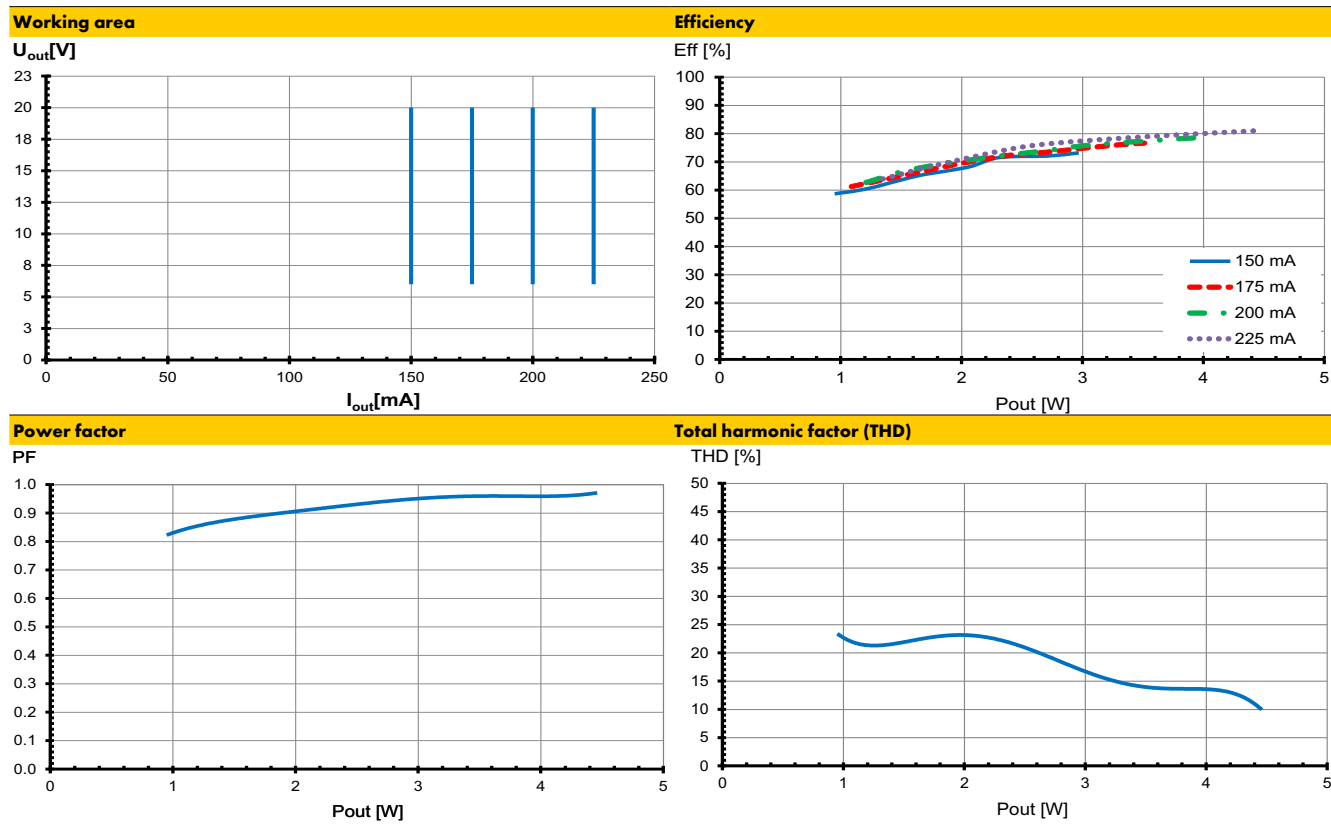 Working area
U_out[V]
23
20
18
15
13
10
8
5
3
0
0 50 100 150 200 250
I_out[mA]
Efficiency
Eff [%]
100
90
80
70
60
50
40
30
20
10
0
150 mA
175 mA
200 mA
225 mA
1 2 3 4 5
Pout [W]
Power factor
PF
1.0
0.9
0.8
0.7
0.6
0.5
0.4
0.3
0.2
0.1
0.0
0 1 2 3 4 5
Pout [W]
Total harmonic factor (THD)
THD [%]
50
45
40
35
30
25
20
15
10
5
0
0 1 2 3 4 5
Pout [W]